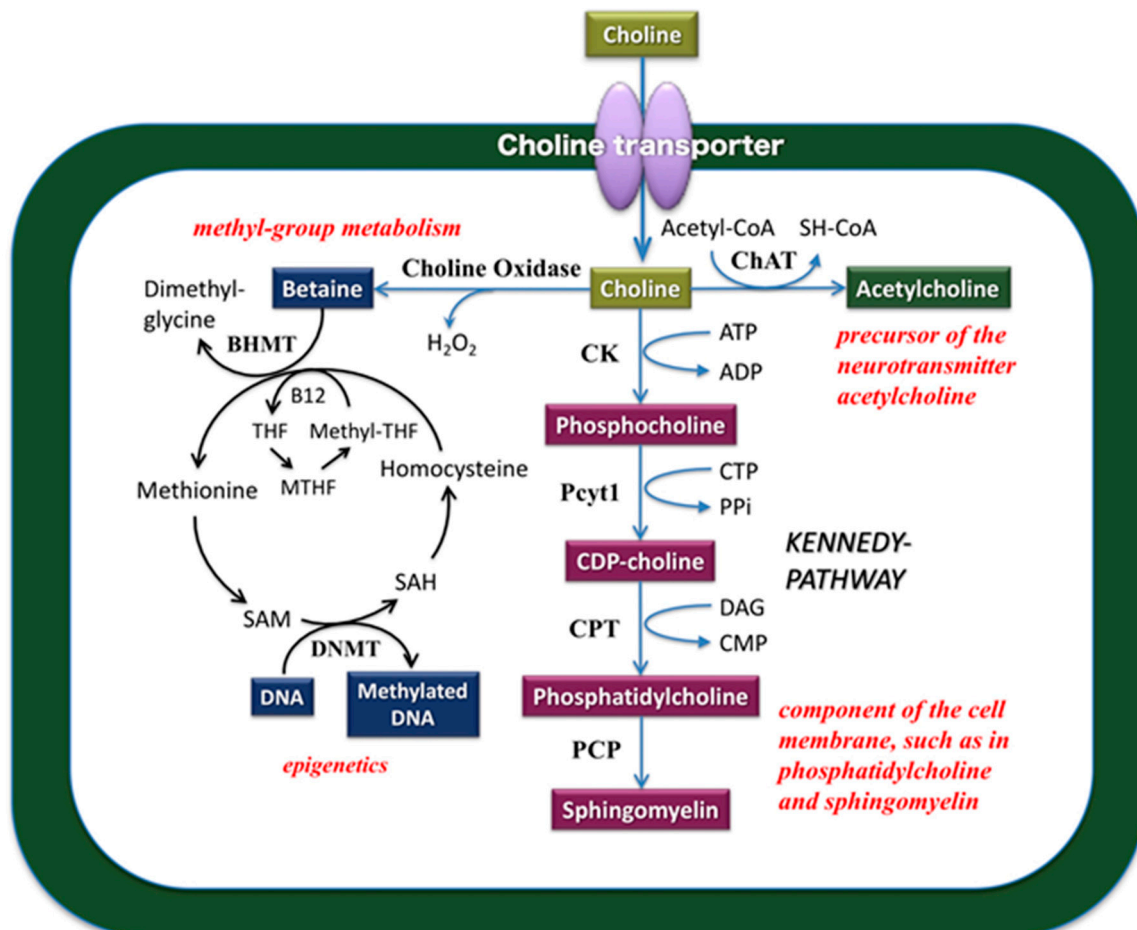 Choline
Choline transporter
methyl-group metabolism
Acetyl-CoA
SH-CoA
ChAT
Choline Oxidase
Betaine
Choline
Acetylcholine
Dimethyl-
glycine
H₂O₂
BHMT
CK
ATP
ADP
precursor of the
neurotransmitter
acetylcholine
B12
THF
Methyl-THF
MTHF
Methionine
Homocysteine
Phosphocholine
Pcyt1
CTP
PPi
CDP-choline
KENNEDY-
PATHWAY
SAH
SAM
DNMT
CPT
DAG
CMP
DNA
Methylated
DNA
epigenetics
Phosphatidylcholine
PCP
Sphingomyelin
component of the cell
membrane, such as in
phosphatidylcholine
and sphingomyelin